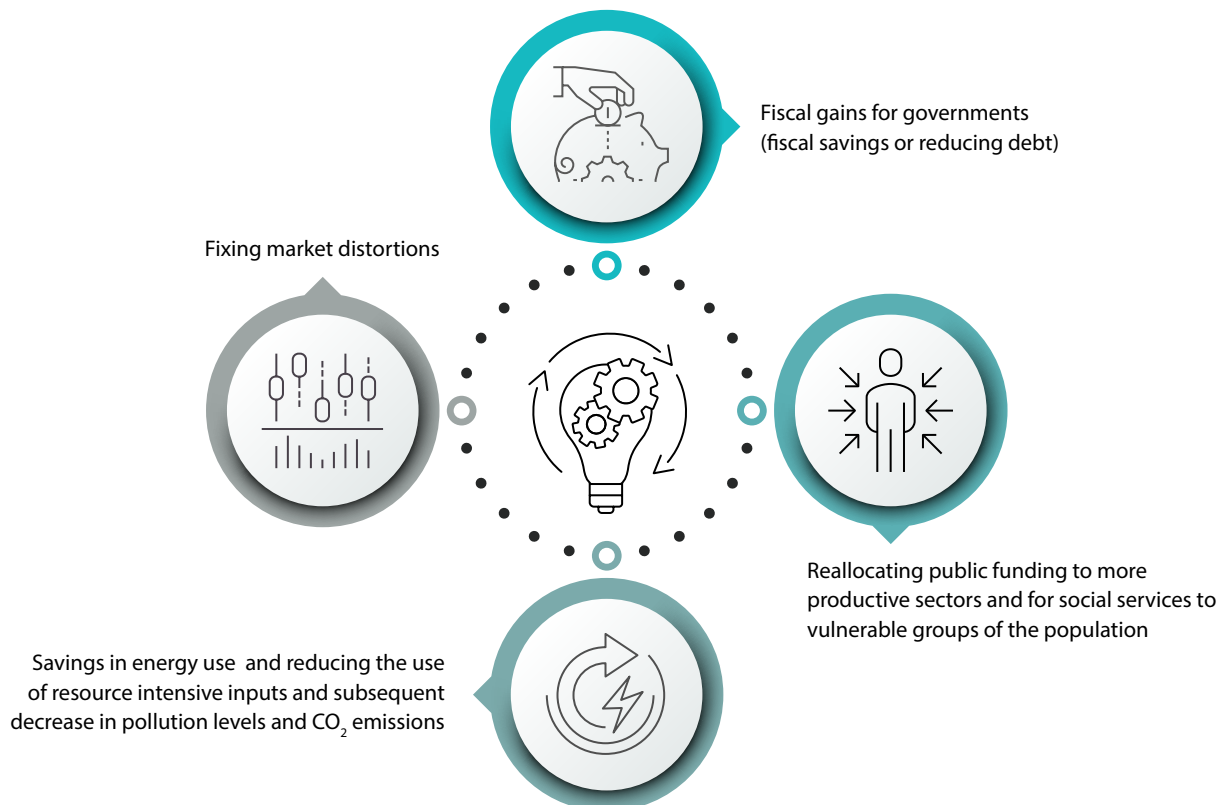 Fiscal gains for governments
(fiscal savings or reducing debt)
Fixing market distortions
Reallocating public funding to more
productive sectors and for social services to
vulnerable groups of the population
Savings in energy use  and reducing the use
of resource intensive inputs and subsequent
decrease in pollution levels and CO₂ emissions